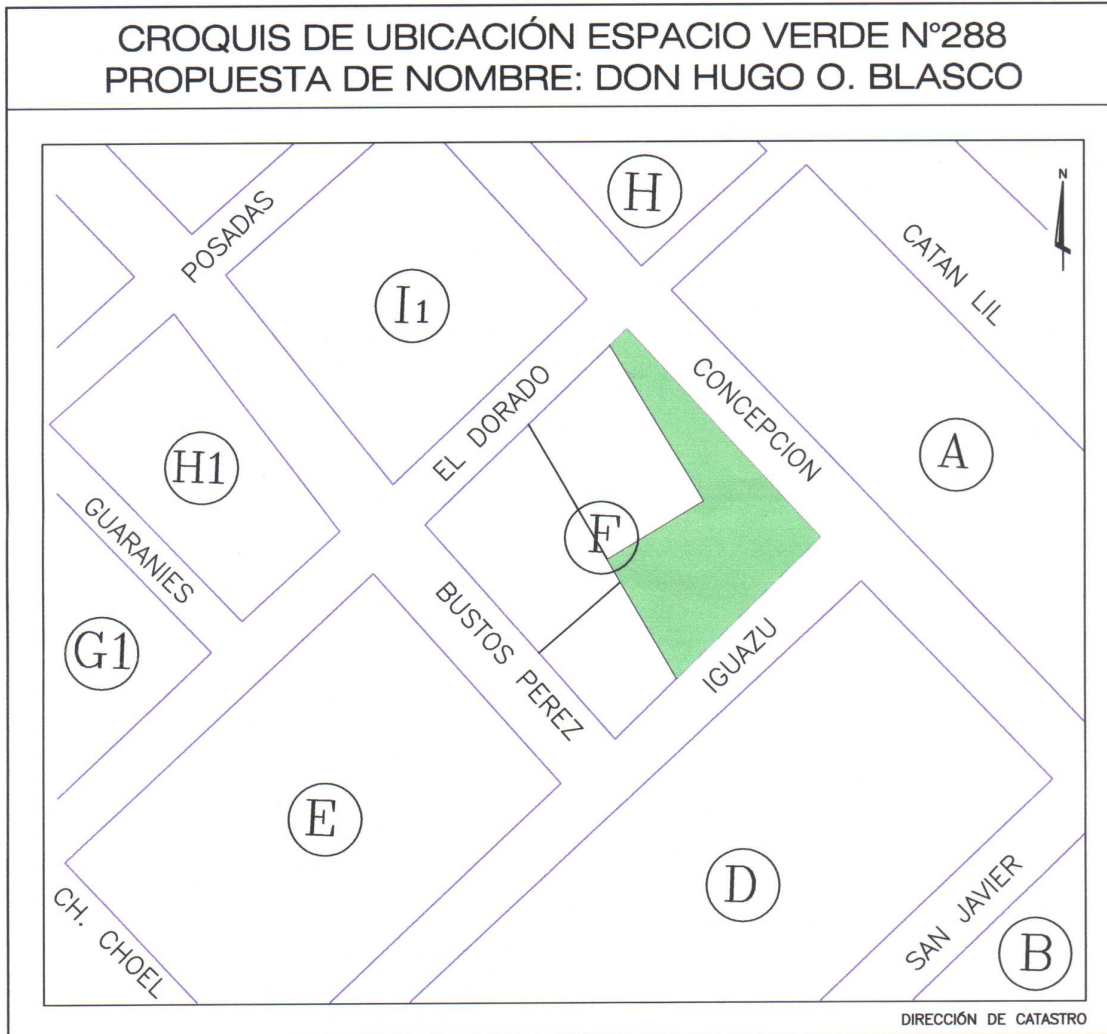 CROQUIS DE UBICACIÓN ESPACIO VERDE N°288
PROPUESTA DE NOMBRE: DON HUGO O. BLASCO
H
N
POSADAS
CATAN LIL
I1
CONCEPCION
EL DORADO
A
H1
GUARANIES
F
BUSTOS PEREZ
G1
IGUAZU
E
D
SAN JAVIER
CH. CHOEL
B
DIRECCIÓN DE CATASTRO